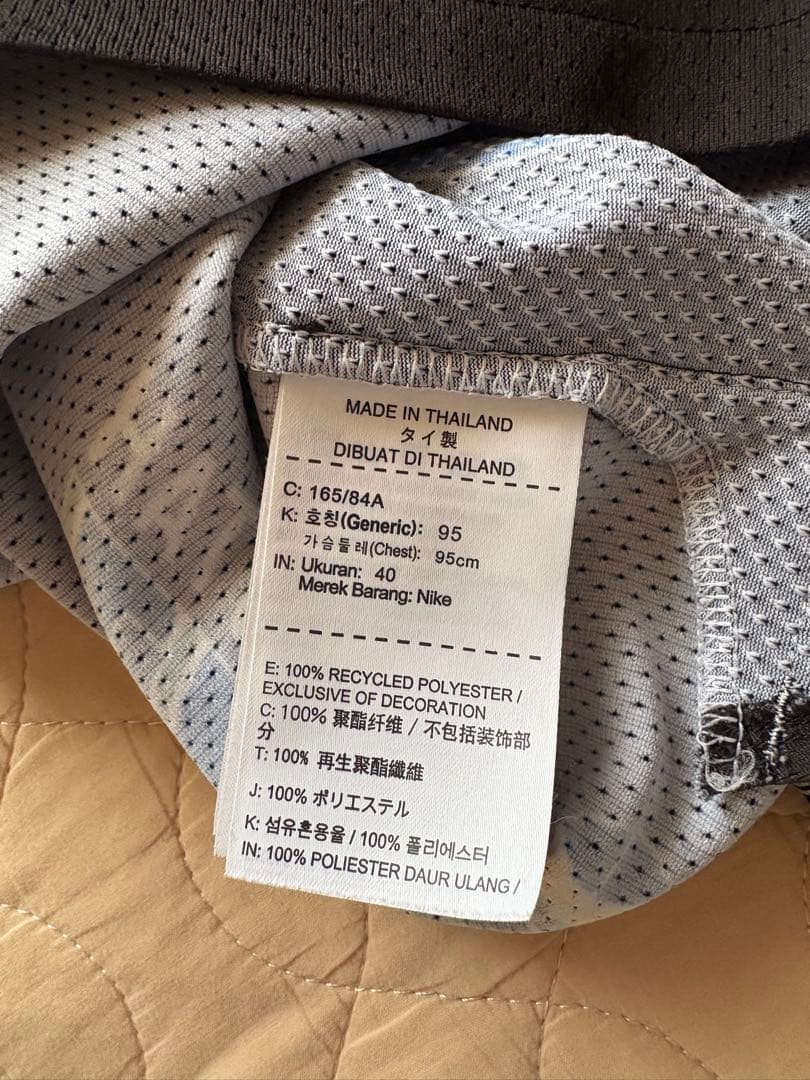 MADE IN THAILAND
タイ製
DIBUAT DI THAILAND
C: 165/84A
K: 호칭(Generic): 95
가슴둘레(Chest): 95cm
IN: Ukuran: 40
Merek Barang: Nike
E: 100% RECYCLED POLYESTER /
EXCLUSIVE OF DECORATION
C: 100% 聚酯纤维 / 不包括装饰部
分
T: 100% 再生聚酯纖維
J: 100% ポリエステル
K: 섬유혼용율 / 100% 폴리에스터
IN: 100% POLIESTER DAUR ULANG /